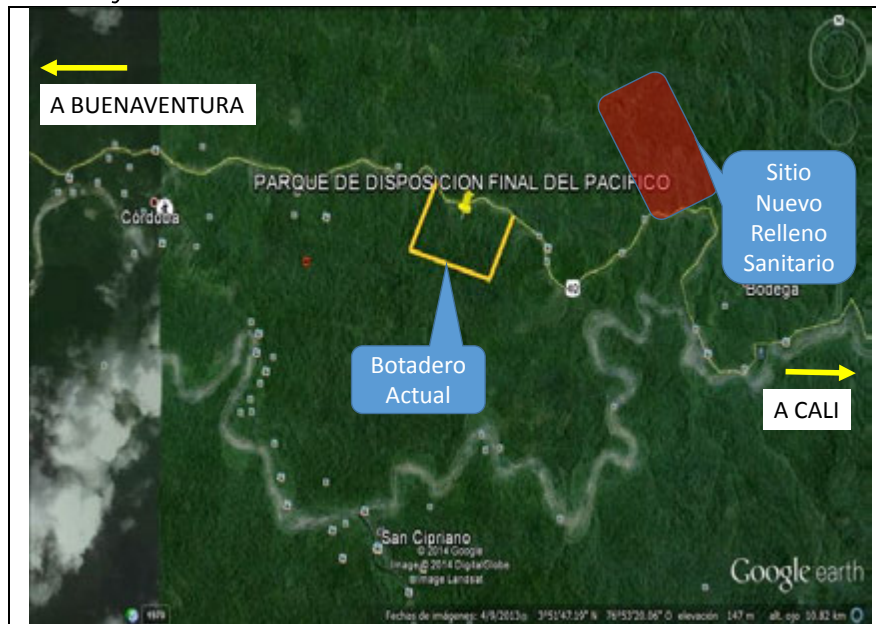 A BUENAVENTURA
PARQUE DE DISPOSICION FINAL DEL PACIFICO
Sitio
Nuevo
Relleno
Sanitario
Córdoba
40
Bodega
Botadero
Actual
A CALI
San Cipriano
© 2014 Google
Image © 2014 DigitalGlobe
Image Landsat
Google earth
1970
Fechas de imágenes: 4/9/2013 3°51'47.19" N 76°53'20.06" O elevación 147 m alt. ojo 10.82 km